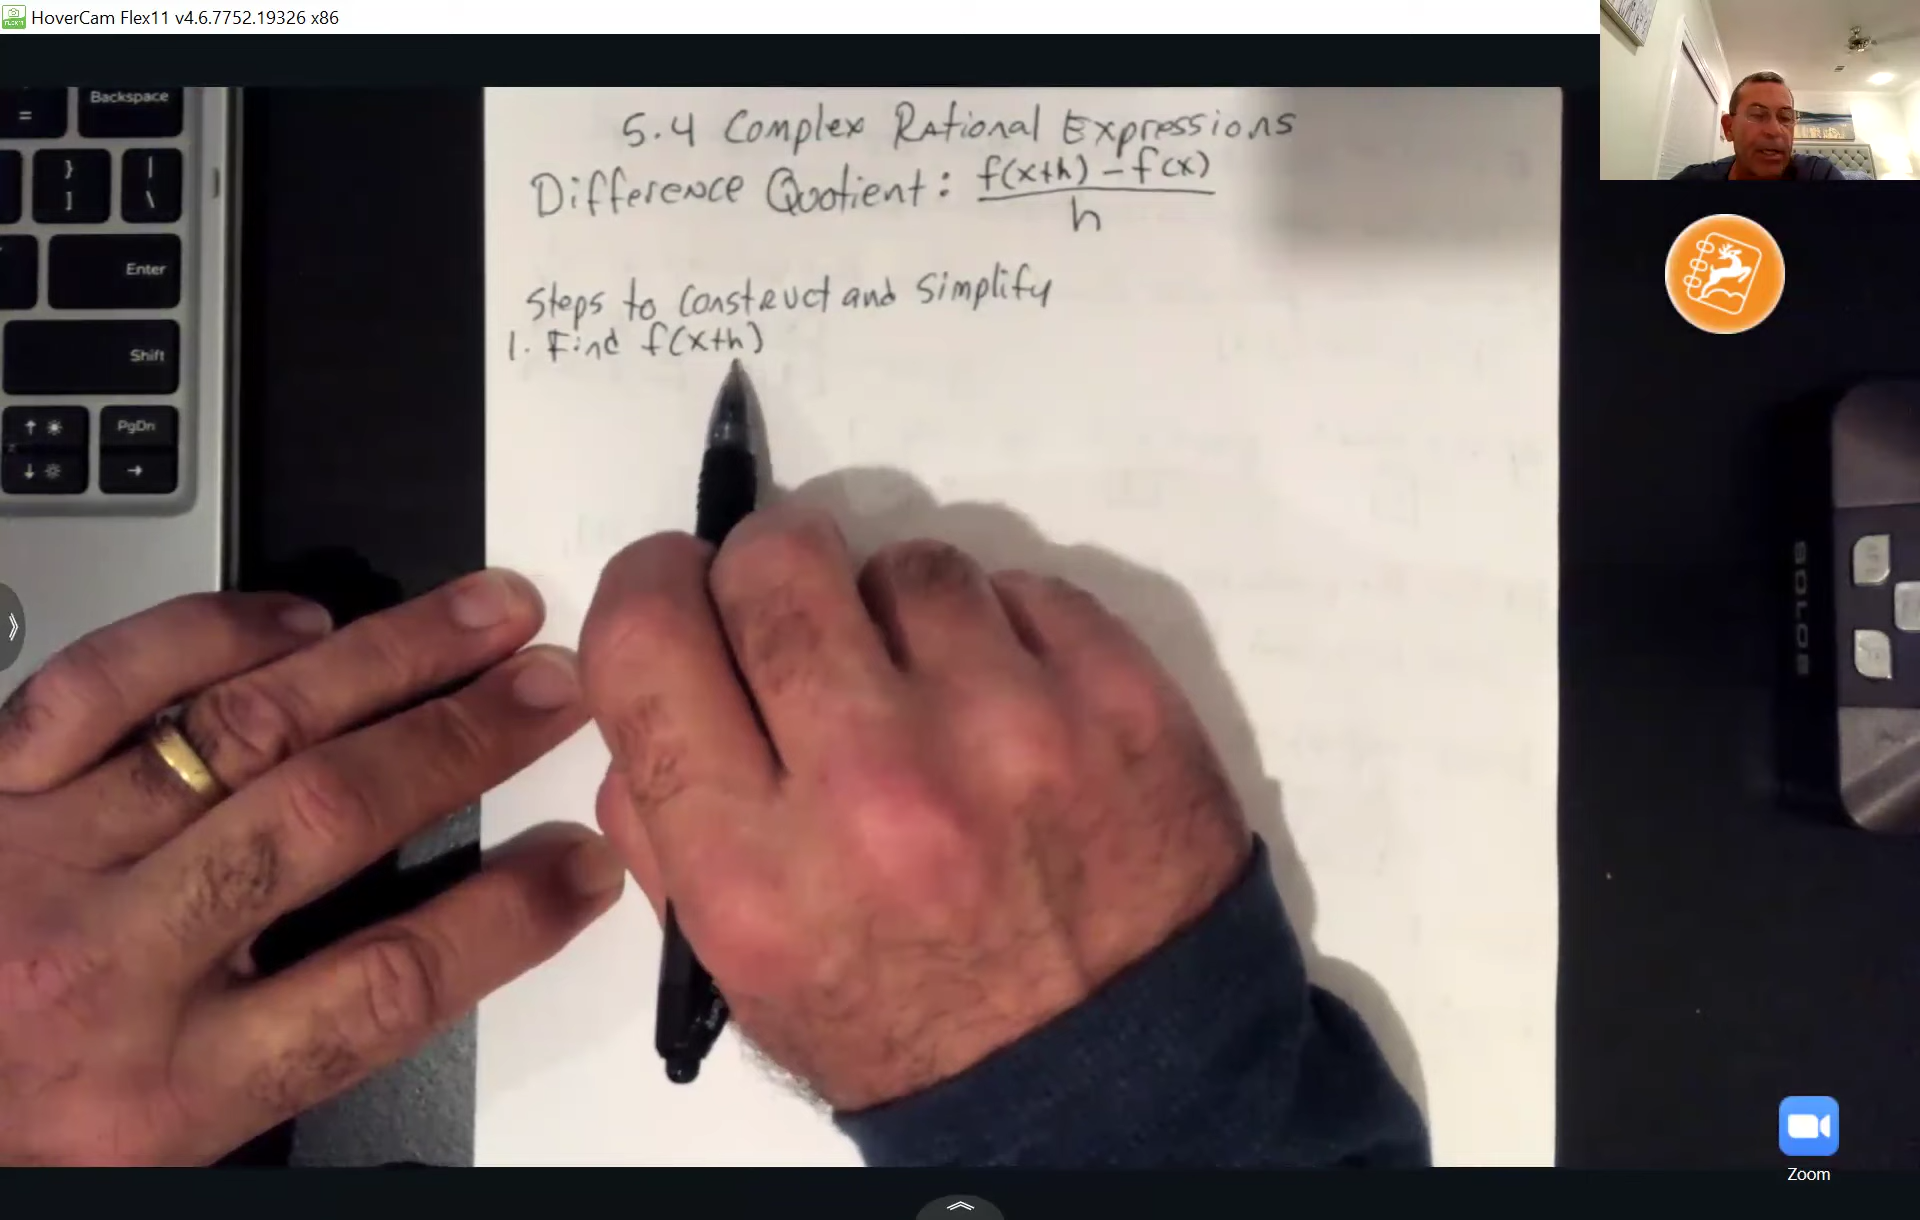 HoverCam Flex11 v4.6.7752.19326 x86
Backspace
=
} |
] \
Enter
Shift
PgDn
↑ ↓ →
5.4 Complex Rational Expressions
Difference Quotient: f(x+h) - f(x)
h
Steps to construct and simplify
1. Find f(x+h)
Zoom